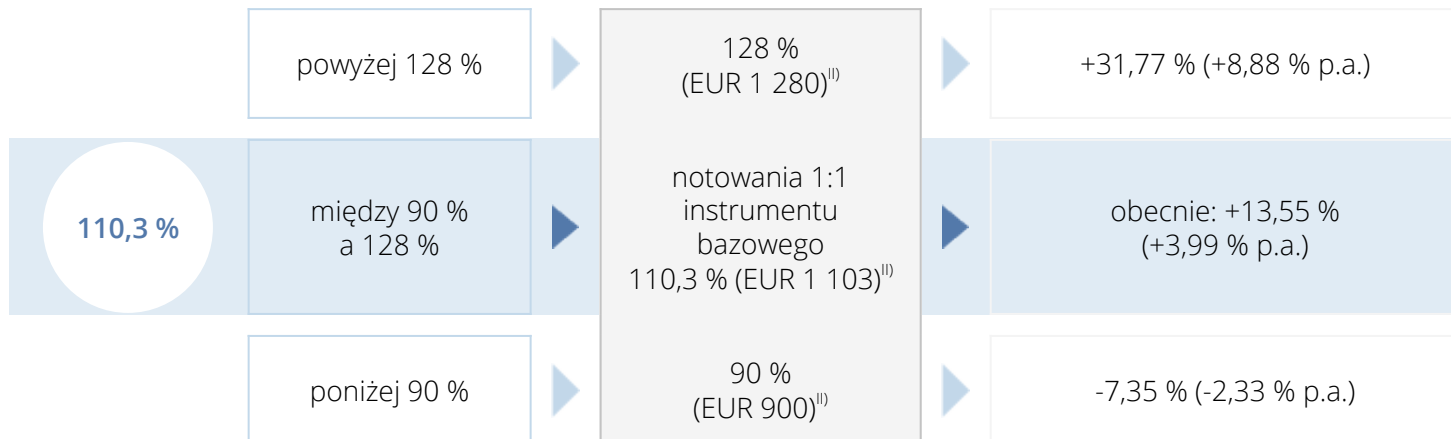 powyżej 128 %
128 %
(EUR 1 280)II)
+31,77 % (+8,88 % p.a.)
110,3 %
między 90 %
a 128 %
notowania 1:1
instrumentu
bazowego
110,3 % (EUR 1 103)II)
obecnie: +13,55 %
(+3,99 % p.a.)
poniżej 90 %
90 %
(EUR 900)II)
-7,35 % (-2,33 % p.a.)